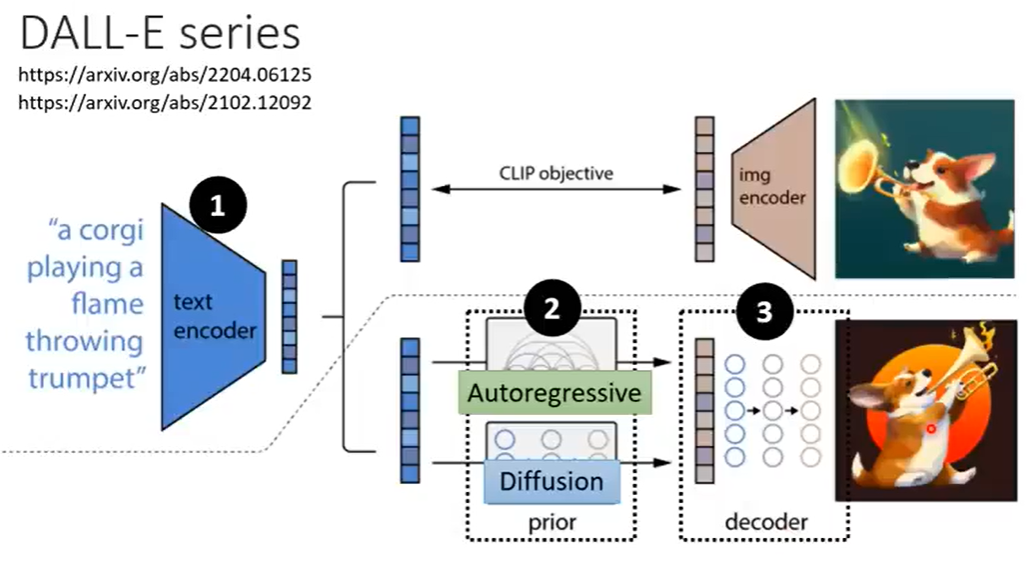 DALL-E series
https://arxiv.org/abs/2204.06125
https://arxiv.org/abs/2102.12092
CLIP objective
img
encoder
1
“a corgi
playing a
flame
throwing
trumpet”
text
encoder
2
3
Autoregressive
Diffusion
prior
decoder